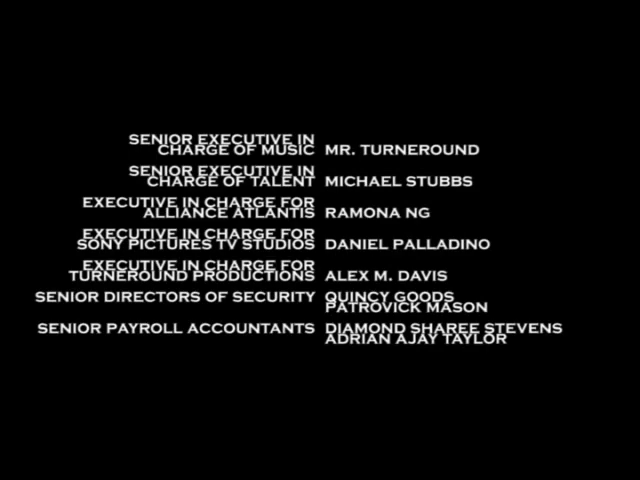 SENIOR EXECUTIVE IN
CHARGE OF MUSIC MR. TURNEROUND
SENIOR EXECUTIVE IN
CHARGE OF TALENT MICHAEL STUBBS
EXECUTIVE IN CHARGE FOR
ALLIANCE ATLANTIS RAMONA NG
EXECUTIVE IN CHARGE FOR
SONY PICTURES TV STUDIOS DANIEL PALLADINO
EXECUTIVE IN CHARGE FOR
TURNEROUND PRODUCTIONS ALEX M. DAVIS
SENIOR DIRECTORS OF SECURITY QUINCY GOODS
PATROVICK MASON
SENIOR PAYROLL ACCOUNTANTS DIAMOND SHAREE STEVENS
ADRIAN AJAY TAYLOR